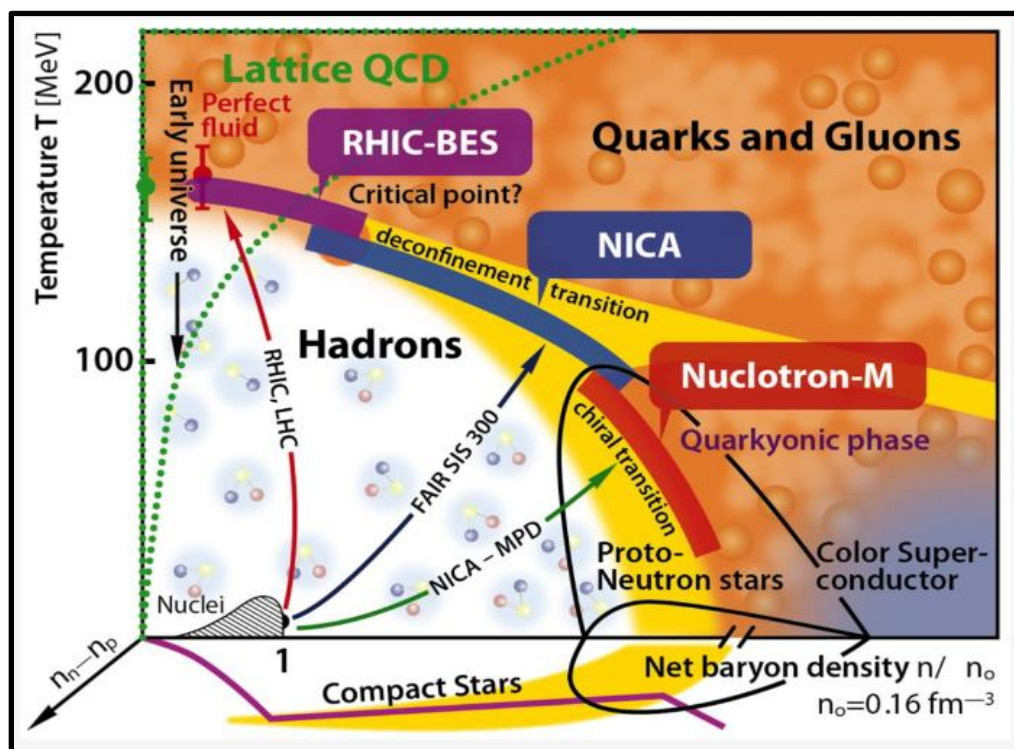 Temperature T [MeV]
200
100
Lattice QCD
Early universe
Perfect
fluid
RHIC-BES
Critical point?
Quarks and Gluons
NICA
deconfinement transition
Hadrons
Nuclotron-M
Quarkyonic phase
chiral transition
RHIC, LHC
FAIR SIS 300
NICA – MPD
Proto-
Neutron stars
Color Super-
conductor
Nuclei
1
nₙ—nₚ
Compact Stars
Net baryon density n/ nₒ
nₒ=0.16 fm⁻³